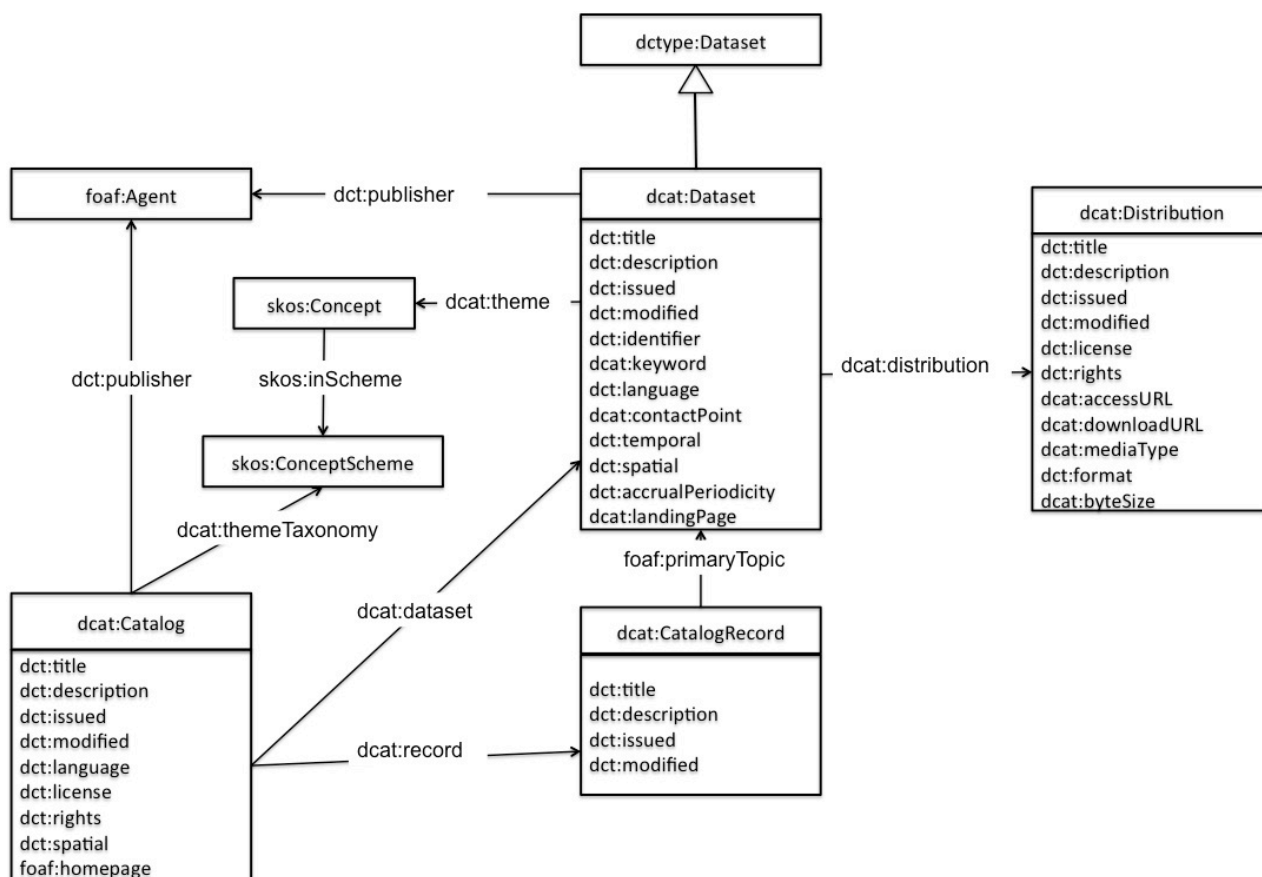 dctype:Dataset
foaf:Agent
dct:publisher
dcat:Dataset
dct:title
dct:description
dct:issued
dct:modified
dct:identifier
dcat:keyword
dct:language
dcat:contactPoint
dct:temporal
dct:spatial
dct:accrualPeriodicity
dcat:landingPage
dcat:Distribution
dct:title
dct:description
dct:issued
dct:modified
dct:license
dct:rights
dcat:accessURL
dcat:downloadURL
dcat:mediaType
dct:format
dcat:byteSize
skos:Concept
dcat:theme
dcat:distribution
dct:publisher
skos:inScheme
skos:ConceptScheme
dcat:themeTaxonomy
foaf:primaryTopic
dcat:dataset
dcat:Catalog
dct:title
dct:description
dct:issued
dct:modified
dct:language
dct:license
dct:rights
dct:spatial
foaf:homepage
dcat:record
dcat:CatalogRecord
dct:title
dct:description
dct:issued
dct:modified